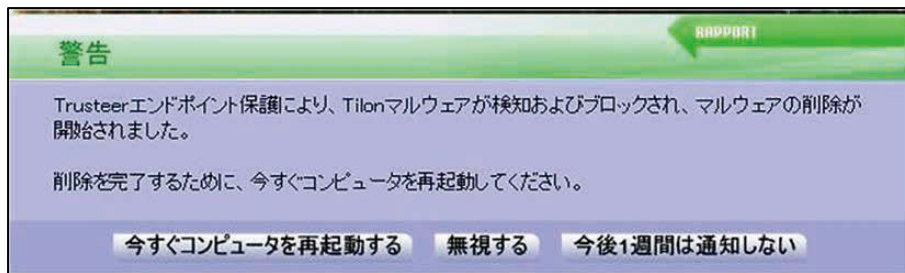 RAPPORT
警告
Trusteerエンドポイント保護により、Tilonマルウェアが検知およびブロックされ、マルウェアの削除が
開始されました。
削除を完了するために、今すぐコンピュータを再起動してください。
今すぐコンピュータを再起動する 無視する 今後1週間は通知しない